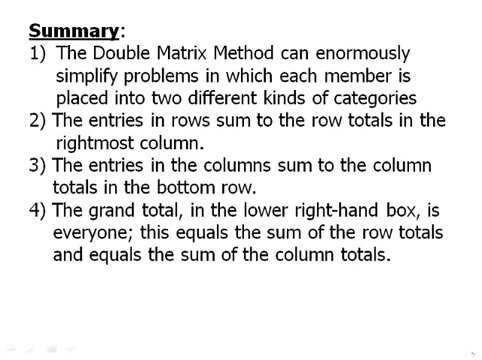 Summary:
1) The Double Matrix Method can enormously
simplify problems in which each member is
placed into two different kinds of categories
2) The entries in rows sum to the row totals in the
rightmost column.
3) The entries in the columns sum to the column
totals in the bottom row.
4) The grand total, in the lower right-hand box, is
everyone; this equals the sum of the row totals
and equals the sum of the column totals.